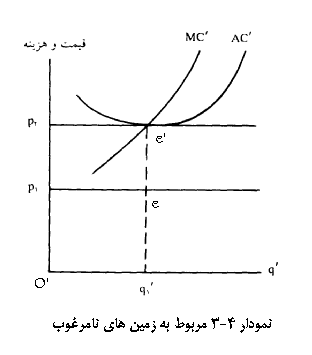 MC′ AC′
قیمت و هزینه
p₂
e′
p₁
e
O′
q₁′
q′
نمودار ۴-۳ مربوط به زمین های نامرغوب